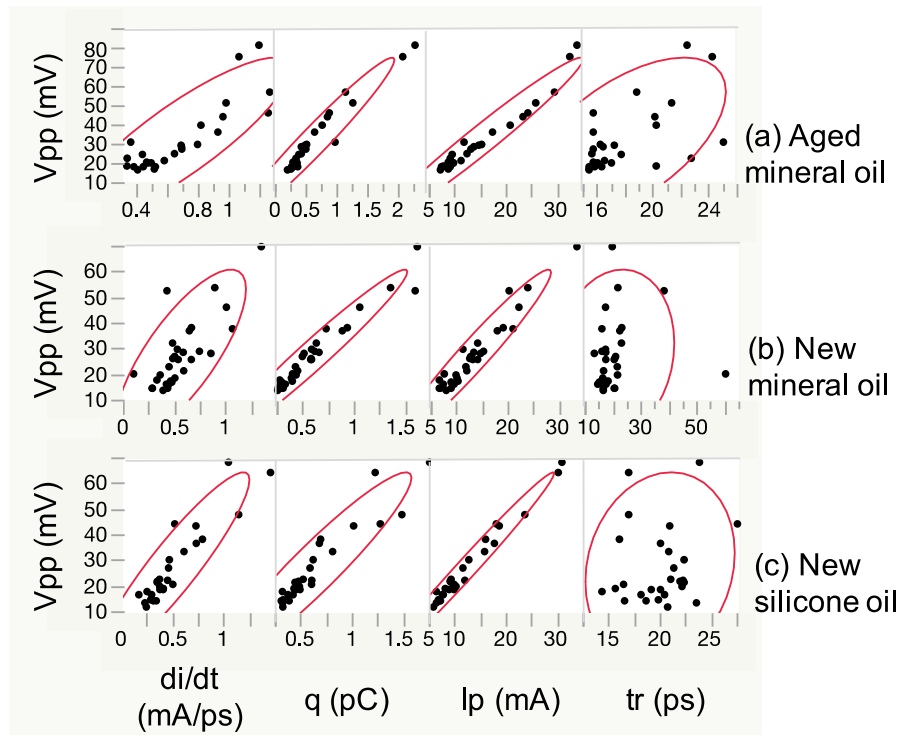 80
70
60
50
40
30
20
10
Vpp (mV)
0.4 0.8 1 0 0.5 1 2 5 10 20 30 16 20 24
(a) Aged
mineral oil
60
50
40
30
20
10
Vpp (mV)
0 0.5 1 0 0.5 1 1.5 5 10 20 30 10 30 50
(b) New
mineral oil
60
50
40
30
20
10
Vpp (mV)
0 0.5 1 0 0.5 1 1.5 5 10 20 30 15 20 25
(c) New
silicone oil
di/dt
(mA/ps)
q (pC)
Ip (mA)
tr (ps)